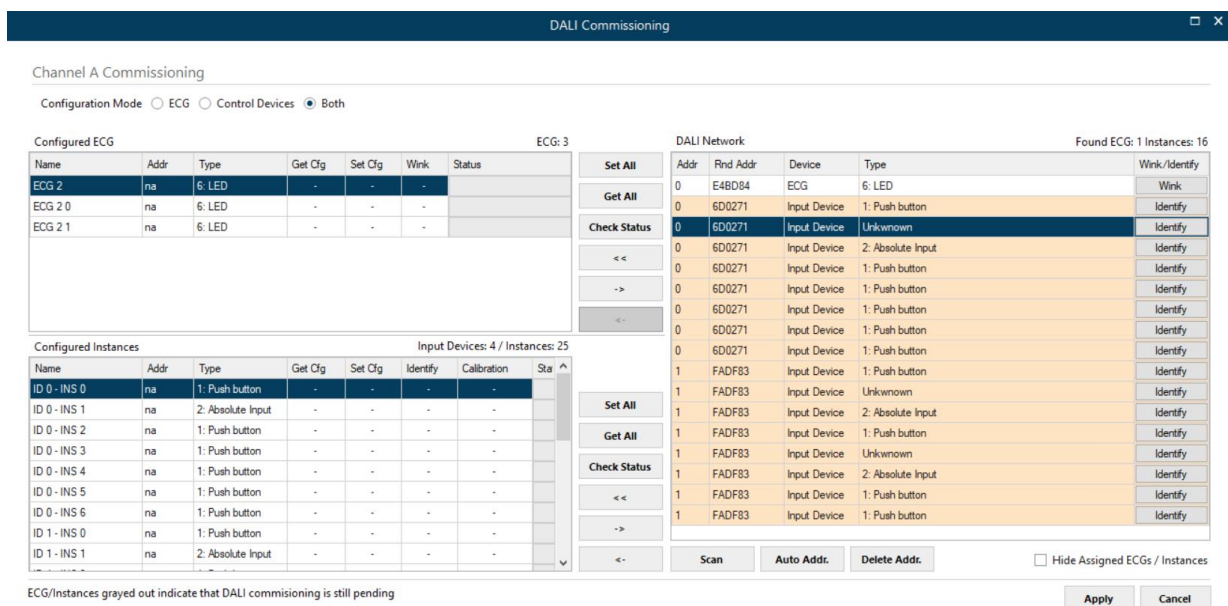 DALI Commissioning
Channel A Commissioning
Configuration Mode ECG Control Devices Both
Configured ECG ECG: 3
Name Addr Type Get Cfg Set Cfg Wink Status
ECG 2 na 6: LED - - -
ECG 2 0 na 6: LED - - -
ECG 2 1 na 6: LED - - -
Set All
Get All
Check Status
<<
->
<-
Configured Instances Input Devices: 4 / Instances: 25
Name Addr Type Get Cfg Set Cfg Identify Calibration Sta
ID 0 - INS 0 na 1: Push button - - - -
ID 0 - INS 1 na 2: Absolute Input - - - -
ID 0 - INS 2 na 1: Push button - - - -
ID 0 - INS 3 na 1: Push button - - - -
ID 0 - INS 4 na 1: Push button - - - -
ID 0 - INS 5 na 1: Push button - - - -
ID 0 - INS 6 na 1: Push button - - - -
ID 1 - INS 0 na 1: Push button - - - -
ID 1 - INS 1 na 2: Absolute Input - - - -
Set All
Get All
Check Status
<<
->
<-
DALI Network Found ECG: 1 Instances: 16
Addr Rnd Addr Device Type Wink/Identify
0 E4BD84 ECG 6: LED Wink
0 6D0271 Input Device 1: Push button Identify
0 6D0271 Input Device Unkwnown Identify
0 6D0271 Input Device 2: Absolute Input Identify
0 6D0271 Input Device 1: Push button Identify
0 6D0271 Input Device 1: Push button Identify
0 6D0271 Input Device 1: Push button Identify
0 6D0271 Input Device 1: Push button Identify
0 6D0271 Input Device 1: Push button Identify
1 FADF83 Input Device 1: Push button Identify
1 FADF83 Input Device Unkwnown Identify
1 FADF83 Input Device 2: Absolute Input Identify
1 FADF83 Input Device 1: Push button Identify
1 FADF83 Input Device Unkwnown Identify
1 FADF83 Input Device 2: Absolute Input Identify
1 FADF83 Input Device 1: Push button Identify
1 FADF83 Input Device 1: Push button Identify
Scan Auto Addr. Delete Addr. Hide Assigned ECGs / Instances
ECG/Instances grayed out indicate that DALI commisioning is still pending
Apply Cancel